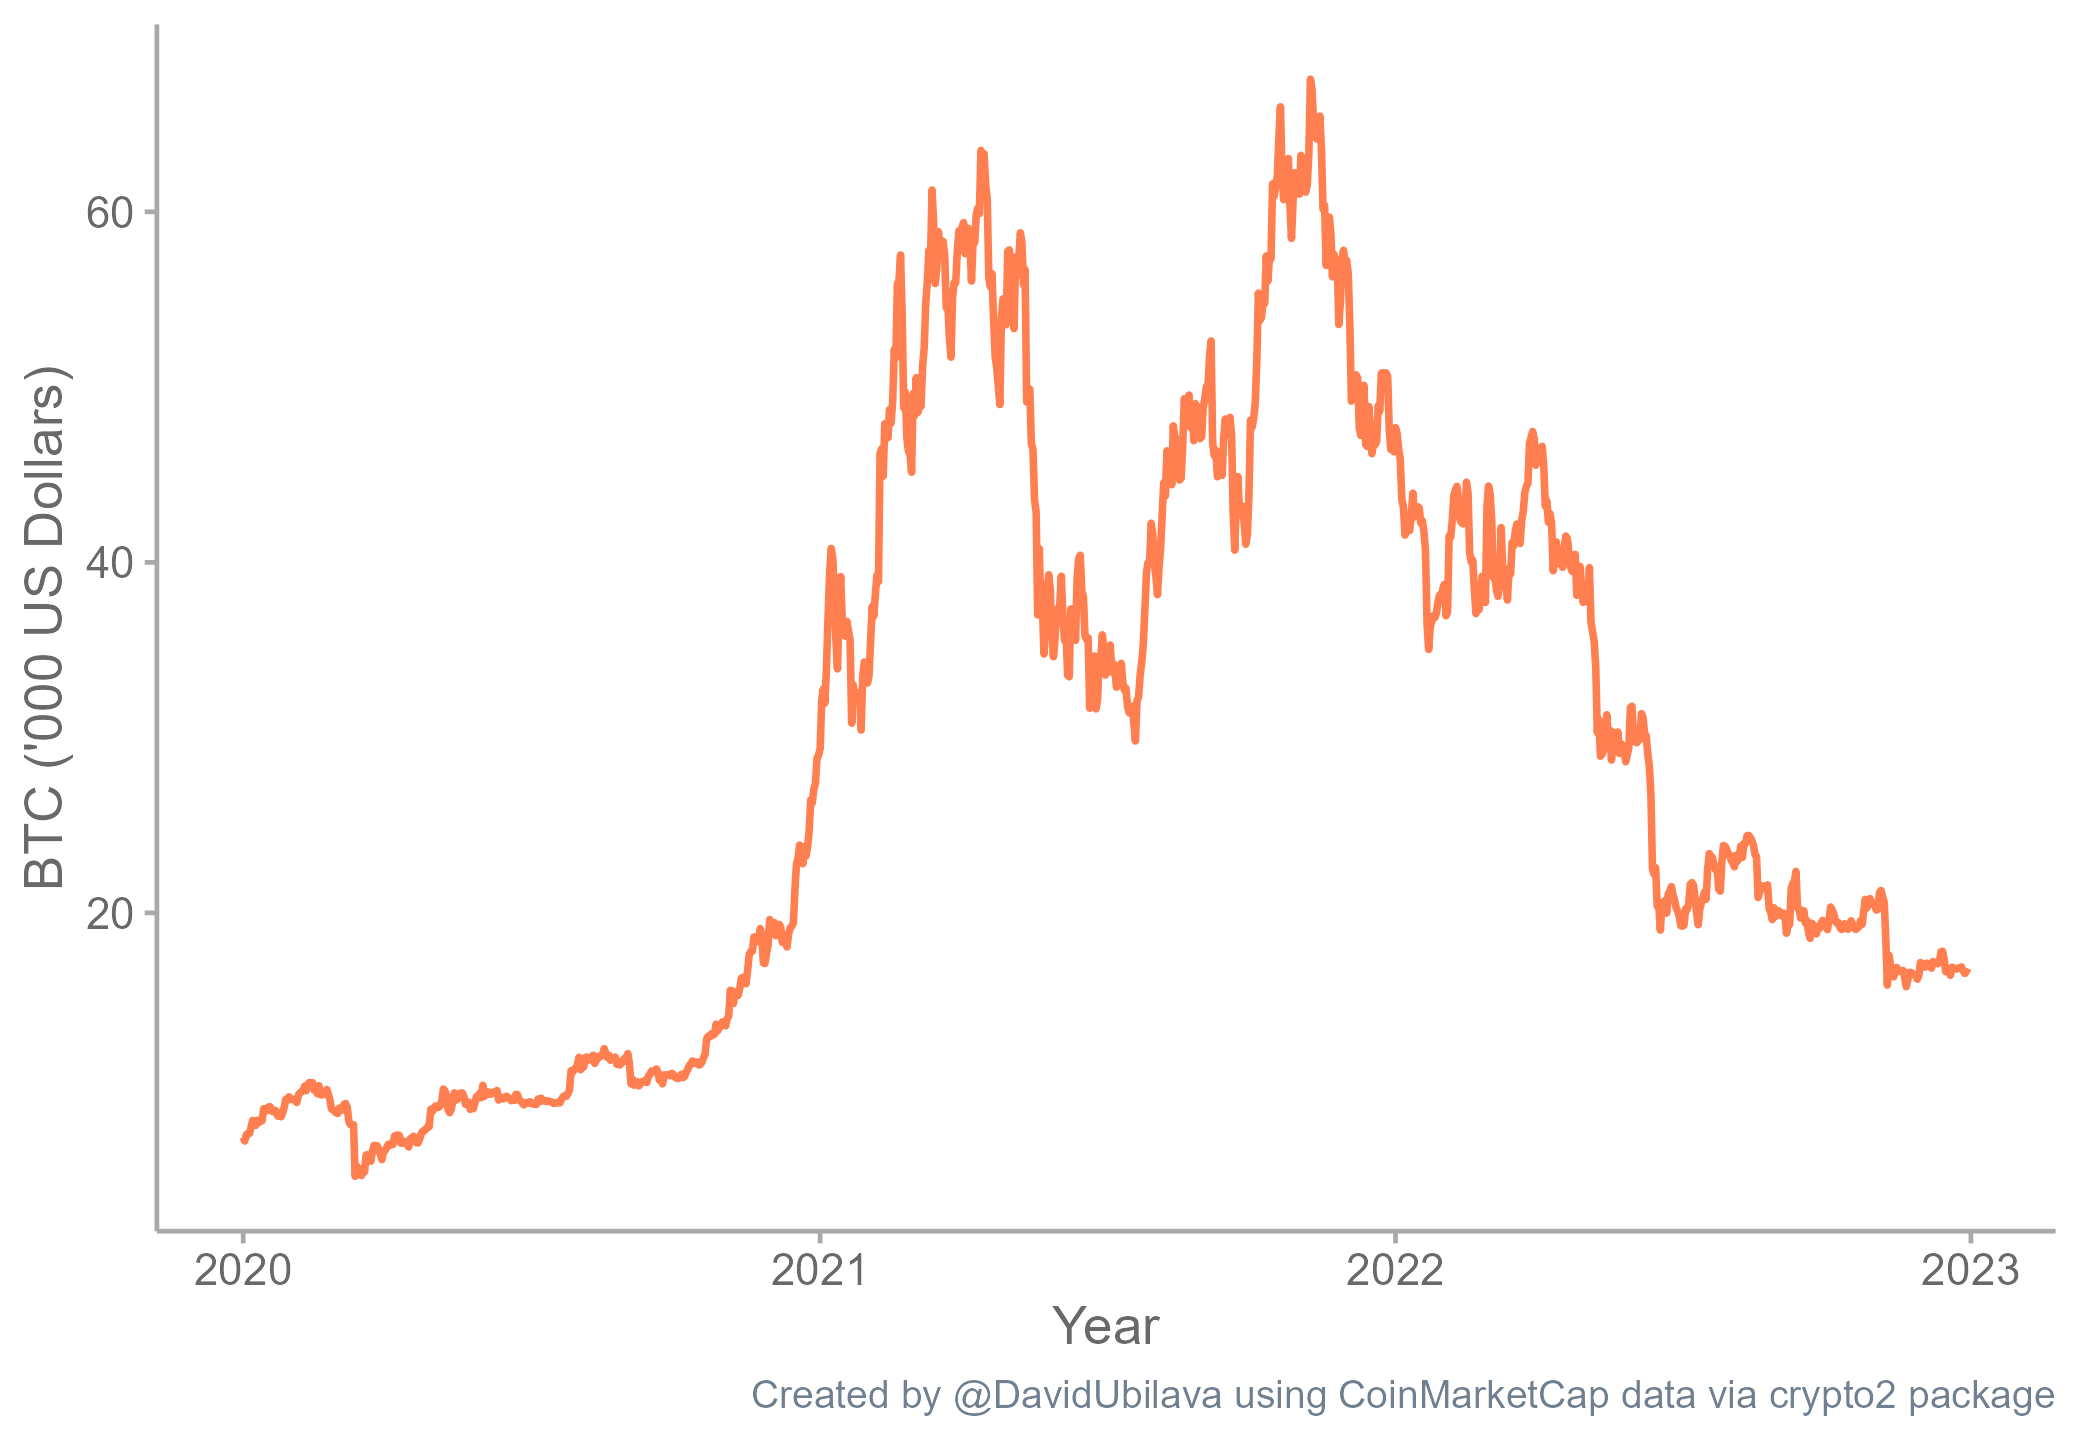 BTC ('000 US Dollars)
60
40
20
2020 2021 2022 2023
Year
Created by @DavidUbilava using CoinMarketCap data via crypto2 package